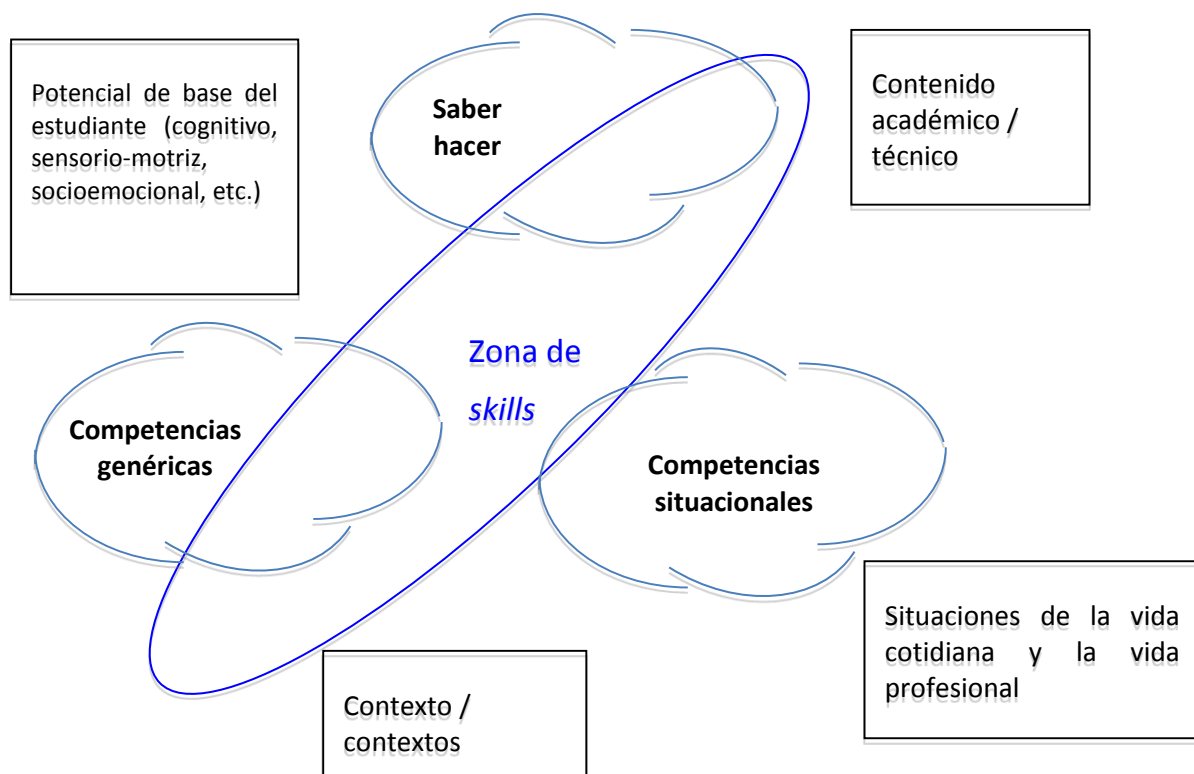 Potencial de base del
estudiante (cognitivo,
sensorio-motriz,
socioemocional, etc.)
Saber
hacer
Contenido
académico /
técnico
Zona de
skills
Competencias
genéricas
Competencias
situacionales
Situaciones de la vida
cotidiana y la vida
profesional
Contexto /
contextos